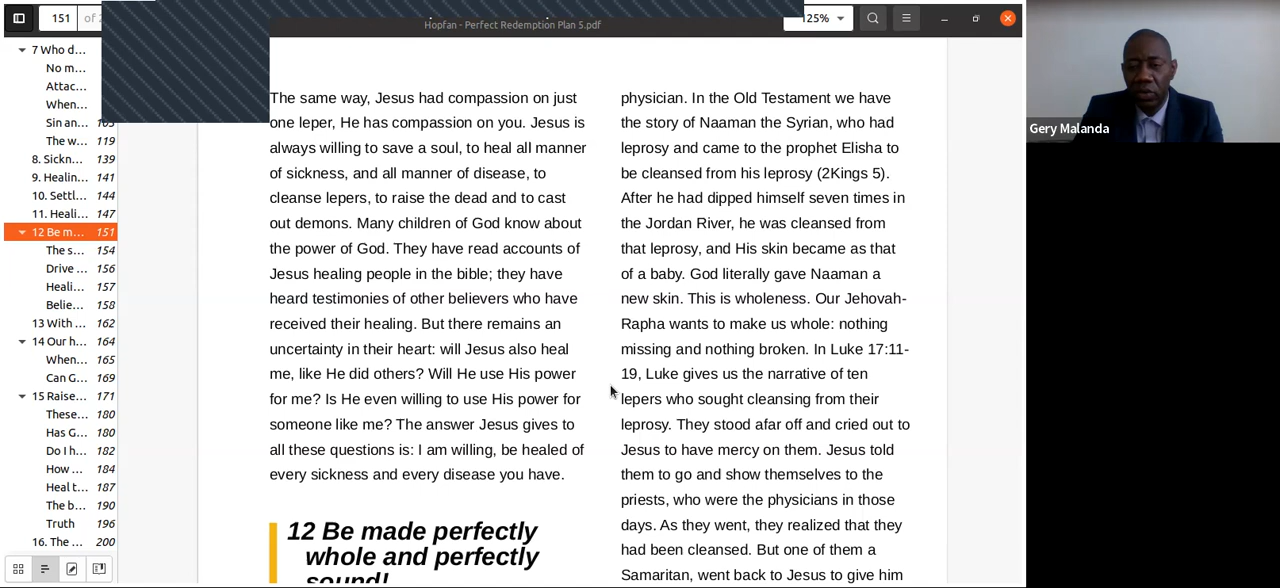 151
of
125%
Hopfan - Perfect Redemption Plan 5.pdf
7 Who d...
No m...
Attac...
When...
Sin an...
The w... 119
8. Sickn... 139
9. Healin... 141
10. Settl... 144
11. Heali... 147
12 Be m... 151
The s... 154
Drive ... 156
Heali... 157
Belie... 158
13 With ... 162
14 Our h... 164
When... 165
Can G... 169
15 Raise... 171
These... 180
Has G... 180
Do I h... 182
How ... 184
Heal t... 187
The b... 190
Truth 196
16. The ... 200
The same way, Jesus had compassion on just
one leper, He has compassion on you. Jesus is
always willing to save a soul, to heal all manner
of sickness, and all manner of disease, to
cleanse lepers, to raise the dead and to cast
out demons. Many children of God know about
the power of God. They have read accounts of
Jesus healing people in the bible; they have
heard testimonies of other believers who have
received their healing. But there remains an
uncertainty in their heart: will Jesus also heal
me, like He did others? Will He use His power
for me? Is He even willing to use His power for
someone like me? The answer Jesus gives to
all these questions is: I am willing, be healed of
every sickness and every disease you have.
12 Be made perfectly
whole and perfectly
sound!
physician. In the Old Testament we have
the story of Naaman the Syrian, who had
leprosy and came to the prophet Elisha to
be cleansed from his leprosy (2Kings 5).
After he had dipped himself seven times in
the Jordan River, he was cleansed from
that leprosy, and His skin became as that
of a baby. God literally gave Naaman a
new skin. This is wholeness. Our Jehovah-
Rapha wants to make us whole: nothing
missing and nothing broken. In Luke 17:11-
19, Luke gives us the narrative of ten
lepers who sought cleansing from their
leprosy. They stood afar off and cried out to
Jesus to have mercy on them. Jesus told
them to go and show themselves to the
priests, who were the physicians in those
days. As they went, they realized that they
had been cleansed. But one of them a
Samaritan, went back to Jesus to give him
Gery Malanda